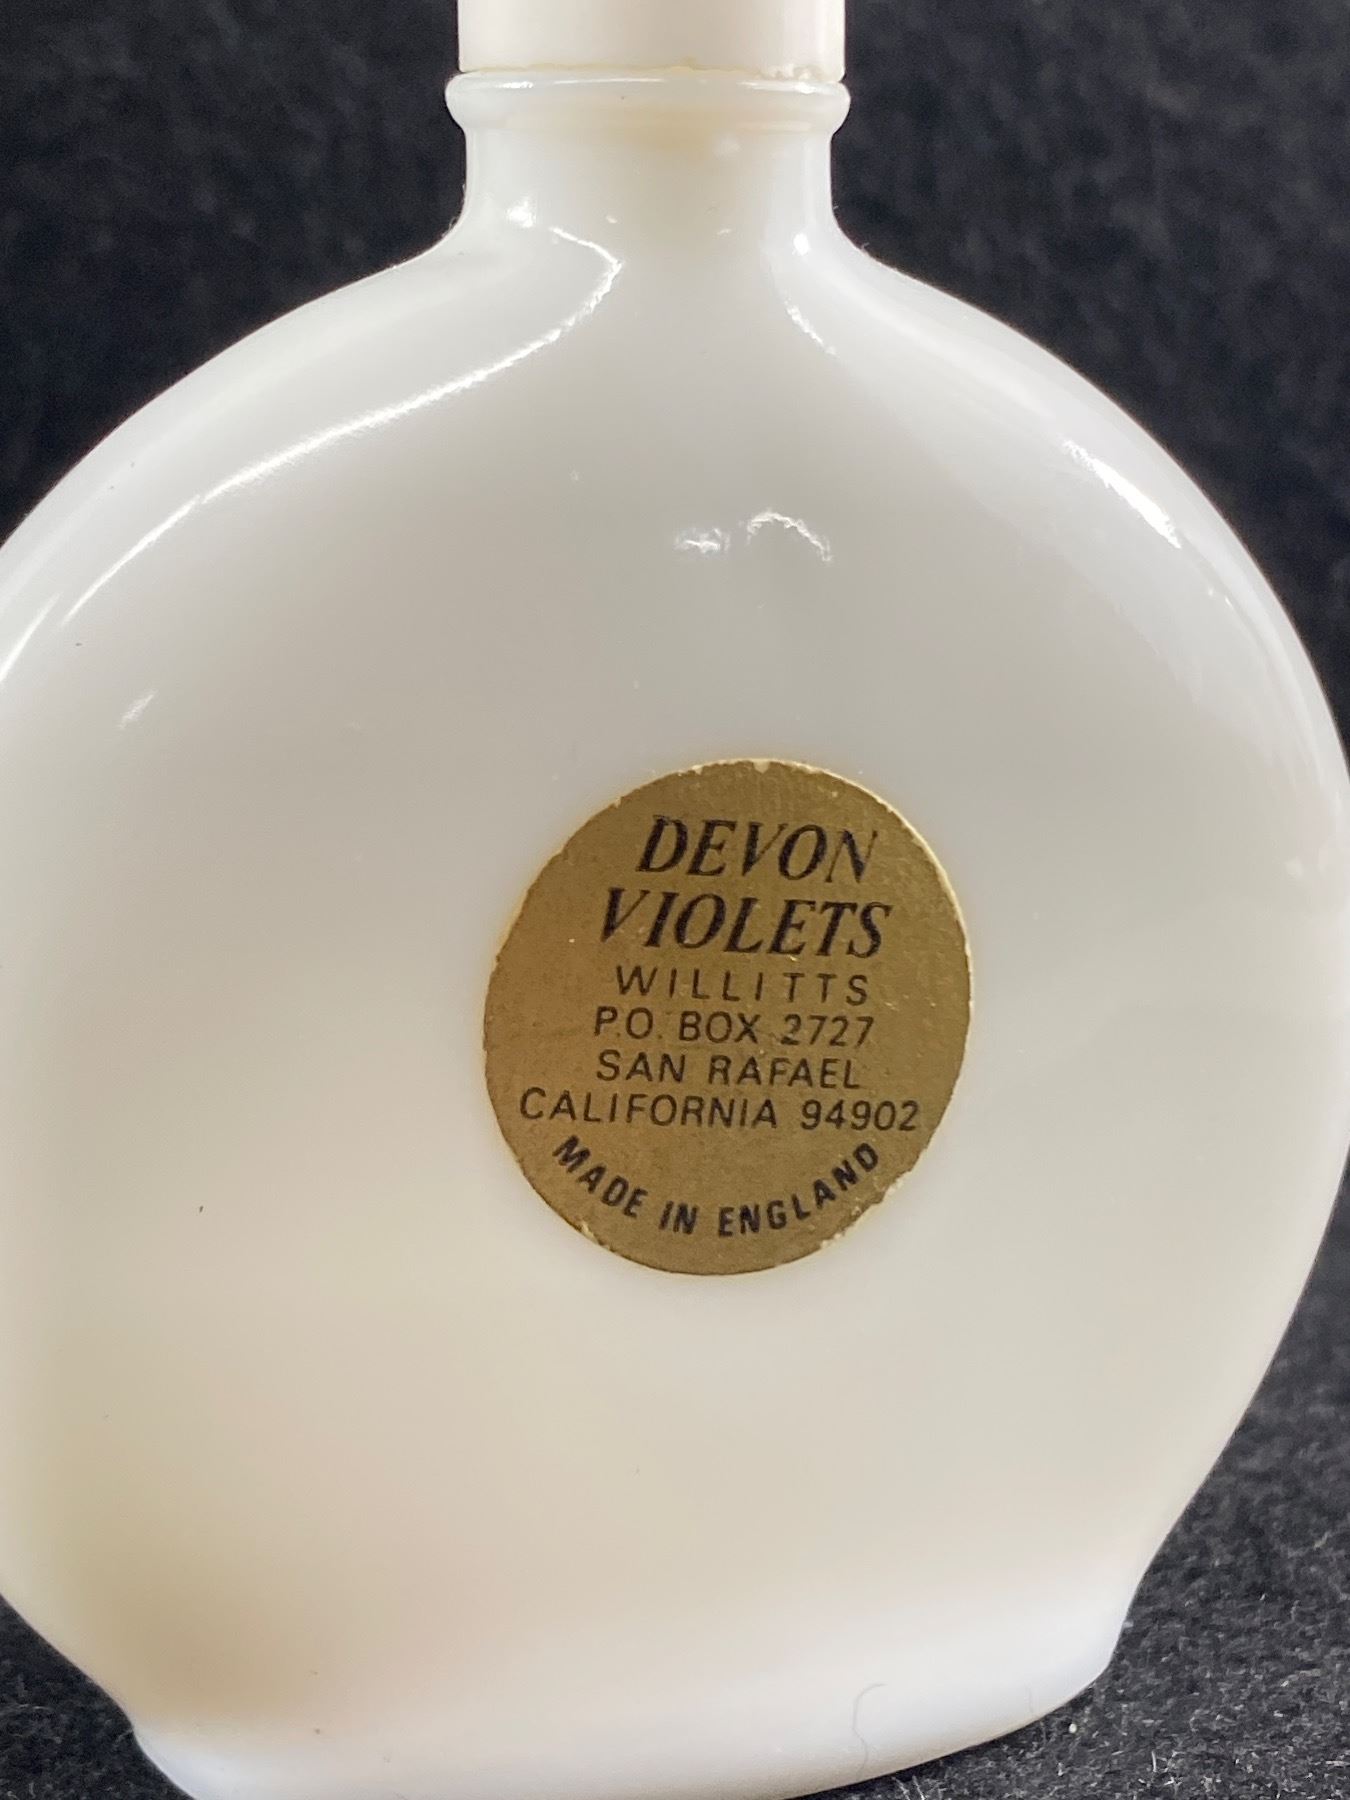 DEVON
VIOLETS
WILLITTS
P.O. BOX 2727
SAN RAFAEL
CALIFORNIA 94902
MADE IN ENGLAND